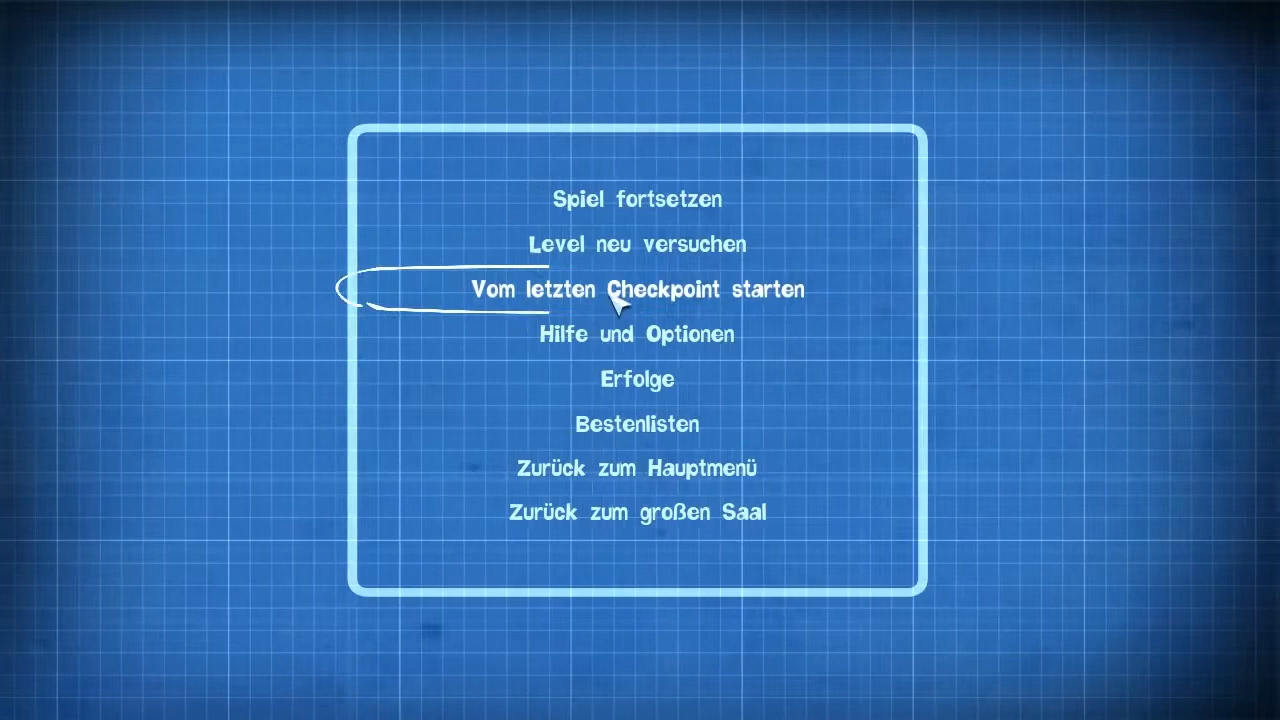 Spiel fortsetzen
Level neu versuchen
Vom letzten Checkpoint starten
Hilfe und Optionen
Erfolge
Bestenlisten
Zurück zum Hauptmenü
Zurück zum großen Saal